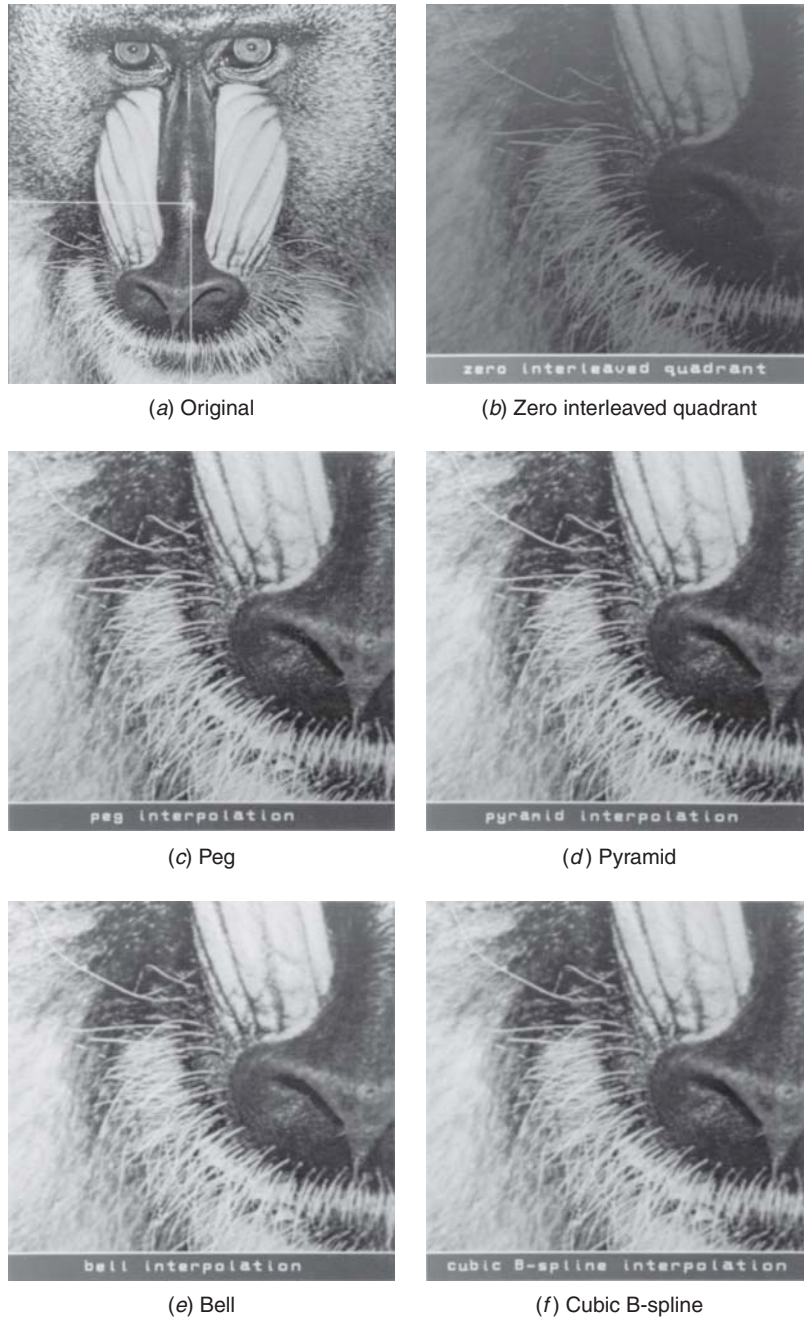 (a) Original
zero interleaved quadrant
(b) Zero interleaved quadrant
peg interpolation
(c) Peg
pyramid interpolation
(d) Pyramid
bell interpolation
(e) Bell
cubic B-spline interpolation
(f) Cubic B-spline